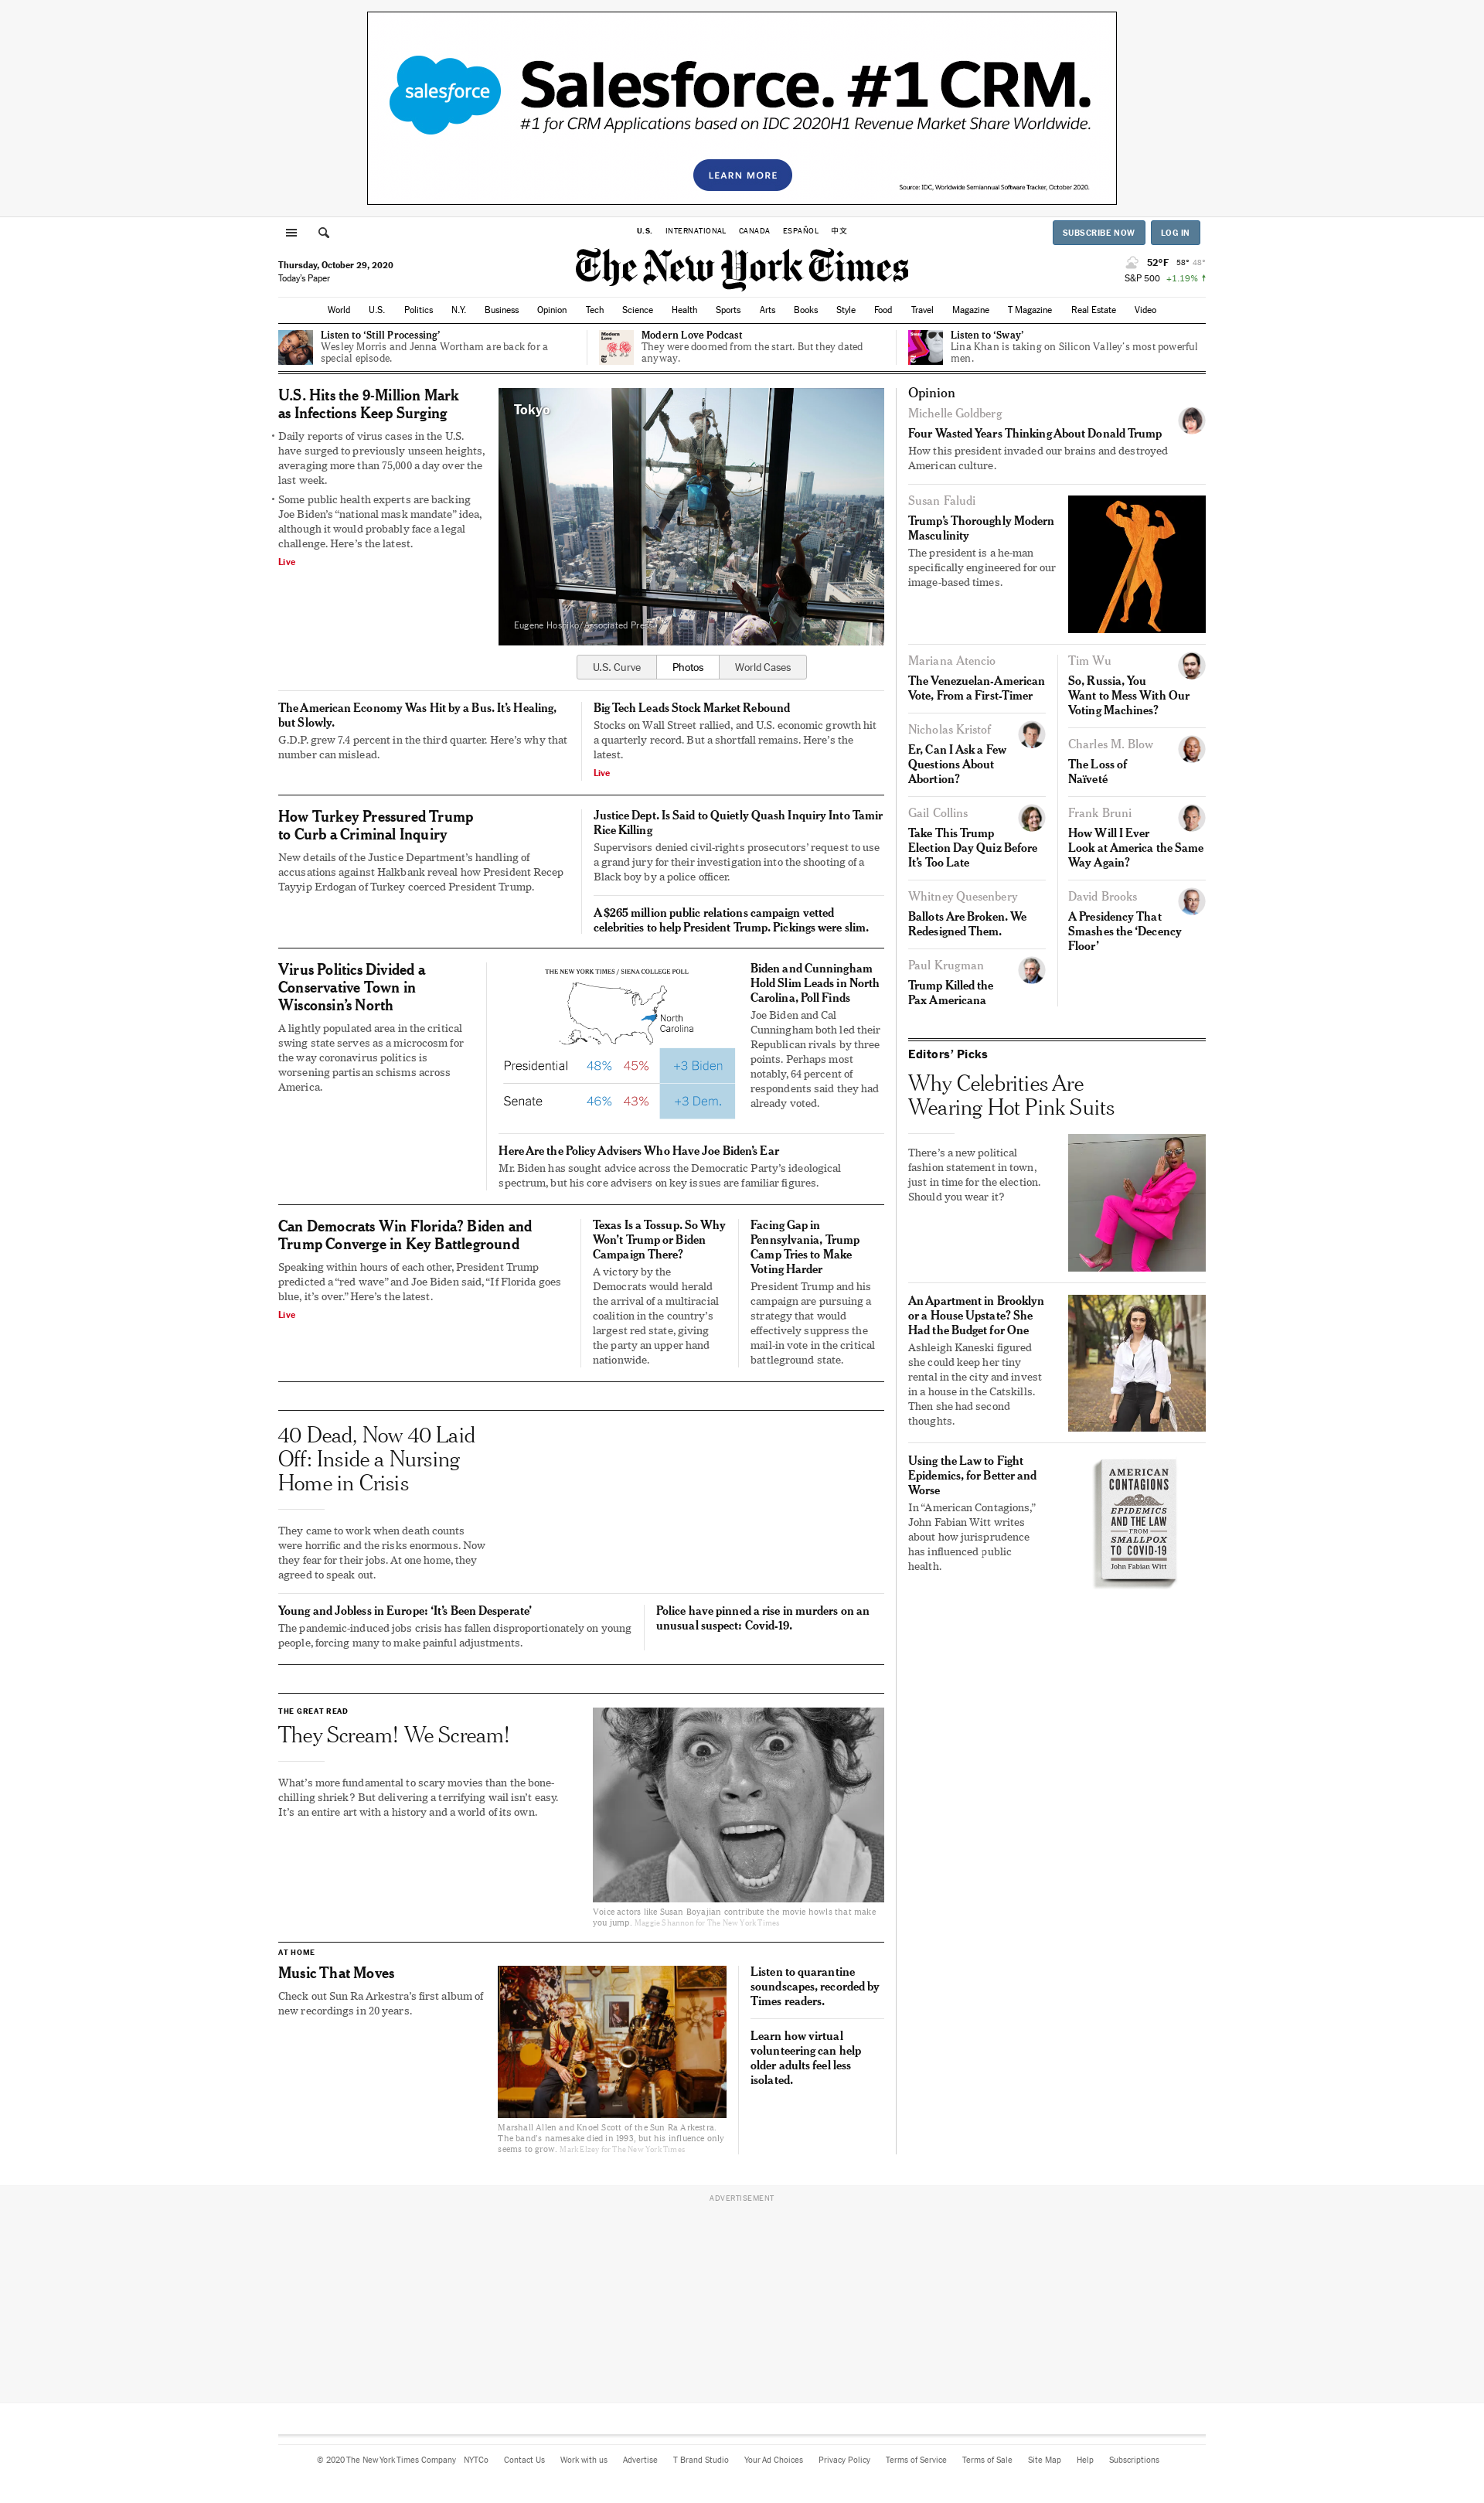 salesforce
Salesforce. #1 CRM.
#1 for CRM Applications based on IDC 2020H1 Revenue Market Share Worldwide.
LEARN MORE
Source: IDC, Worldwide Semiannual Software Tracker, October 2020.
U.S. INTERNATIONAL CANADA ESPAÑOL 中文
SUBSCRIBE NOW LOG IN
Thursday, October 29, 2020
Today's Paper
The New York Times
52°F 58° 48°
S&P 500 +1.19% ↑
World U.S. Politics N.Y. Business Opinion Tech Science Health Sports Arts Books Style Food Travel Magazine T Magazine Real Estate Video
Listen to ‘Still Processing’
Wesley Morris and Jenna Wortham are back for a
special episode.
Modern Love
Modern Love Podcast
They were doomed from the start. But they dated
anyway.
Listen to ‘Sway’
Lina Khan is taking on Silicon Valley's most powerful
men.
U.S. Hits the 9-Million Mark
as Infections Keep Surging
• Daily reports of virus cases in the U.S.
have surged to previously unseen heights,
averaging more than 75,000 a day over the
last week.
• Some public health experts are backing
Joe Biden’s “national mask mandate” idea,
although it would probably face a legal
challenge. Here’s the latest.
Live
Tokyo
Eugene Hoshiko/Associated Press
U.S. Curve Photos World Cases
The American Economy Was Hit by a Bus. It’s Healing,
but Slowly.
G.D.P. grew 7.4 percent in the third quarter. Here’s why that
number can mislead.
Big Tech Leads Stock Market Rebound
Stocks on Wall Street rallied, and U.S. economic growth hit
a quarterly record. But a shortfall remains. Here’s the
latest.
Live
How Turkey Pressured Trump
to Curb a Criminal Inquiry
New details of the Justice Department’s handling of
accusations against Halkbank reveal how President Recep
Tayyip Erdogan of Turkey coerced President Trump.
Justice Dept. Is Said to Quietly Quash Inquiry Into Tamir
Rice Killing
Supervisors denied civil-rights prosecutors’ request to use
a grand jury for their investigation into the shooting of a
Black boy by a police officer.
A $265 million public relations campaign vetted
celebrities to help President Trump. Pickings were slim.
Virus Politics Divided a
Conservative Town in
Wisconsin’s North
A lightly populated area in the critical
swing state serves as a microcosm for
the way coronavirus politics is
worsening partisan schisms across
America.
THE NEW YORK TIMES / SIENA COLLEGE POLL
North
Carolina
Presidential 48% 45% +3 Biden
Senate 46% 43% +3 Dem.
Biden and Cunningham
Hold Slim Leads in North
Carolina, Poll Finds
Joe Biden and Cal
Cunningham both led their
Republican rivals by three
points. Perhaps most
notably, 64 percent of
respondents said they had
already voted.
Here Are the Policy Advisers Who Have Joe Biden’s Ear
Mr. Biden has sought advice across the Democratic Party’s ideological
spectrum, but his core advisers on key issues are familiar figures.
Can Democrats Win Florida? Biden and
Trump Converge in Key Battleground
Speaking within hours of each other, President Trump
predicted a “red wave” and Joe Biden said, “If Florida goes
blue, it’s over.” Here’s the latest.
Live
Texas Is a Tossup. So Why
Won’t Trump or Biden
Campaign There?
A victory by the
Democrats would herald
the arrival of a multiracial
coalition in the country’s
largest red state, giving
the party an upper hand
nationwide.
Facing Gap in
Pennsylvania, Trump
Camp Tries to Make
Voting Harder
President Trump and his
campaign are pursuing a
strategy that would
effectively suppress the
mail-in vote in the critical
battleground state.
40 Dead, Now 40 Laid
Off: Inside a Nursing
Home in Crisis
They came to work when death counts
were horrific and the risks enormous. Now
they fear for their jobs. At one home, they
agreed to speak out.
Young and Jobless in Europe: ‘It’s Been Desperate’
The pandemic-induced jobs crisis has fallen disproportionately on young
people, forcing many to make painful adjustments.
Police have pinned a rise in murders on an
unusual suspect: Covid-19.
THE GREAT READ
They Scream! We Scream!
What’s more fundamental to scary movies than the bone-
chilling shriek? But delivering a terrifying wail isn’t easy.
It’s an entire art with a history and a world of its own.
Voice actors like Susan Boyajian contribute the movie howls that make
you jump. Maggie Shannon for The New York Times
AT HOME
Music That Moves
Check out Sun Ra Arkestra’s first album of
new recordings in 20 years.
Marshall Allen and Knoel Scott of the Sun Ra Arkestra.
The band’s namesake died in 1993, but his influence only
seems to grow. Mark Elzey for The New York Times
Listen to quarantine
soundscapes, recorded by
Times readers.
Learn how virtual
volunteering can help
older adults feel less
isolated.
Opinion
Michelle Goldberg
Four Wasted Years Thinking About Donald Trump
How this president invaded our brains and destroyed
American culture.
Susan Faludi
Trump’s Thoroughly Modern
Masculinity
The president is a he-man
specifically engineered for our
image-based times.
Mariana Atencio
The Venezuelan-American
Vote, From a First-Timer
Nicholas Kristof
Er, Can I Ask a Few
Questions About
Abortion?
Gail Collins
Take This Trump
Election Day Quiz Before
It’s Too Late
Whitney Quesenbery
Ballots Are Broken. We
Redesigned Them.
Paul Krugman
Trump Killed the
Pax Americana
Tim Wu
So, Russia, You
Want to Mess With Our
Voting Machines?
Charles M. Blow
The Loss of
Naïveté
Frank Bruni
How Will I Ever
Look at America the Same
Way Again?
David Brooks
A Presidency That
Smashes the ‘Decency
Floor’
Editors’ Picks
Why Celebrities Are
Wearing Hot Pink Suits
There’s a new political
fashion statement in town,
just in time for the election.
Should you wear it?
An Apartment in Brooklyn
or a House Upstate? She
Had the Budget for One
Ashleigh Kaneski figured
she could keep her tiny
rental in the city and invest
in a house in the Catskills.
Then she had second
thoughts.
Using the Law to Fight
Epidemics, for Better and
Worse
In “American Contagions,”
John Fabian Witt writes
about how jurisprudence
has influenced public
health.
AMERICAN
CONTAGIONS
EPIDEMICS
AND THE LAW
FROM
SMALLPOX
TO COVID-19
John Fabian Witt
ADVERTISEMENT
© 2020 The New York Times Company NYTCo Contact Us Work with us Advertise T Brand Studio Your Ad Choices Privacy Policy Terms of Service Terms of Sale Site Map Help Subscriptions